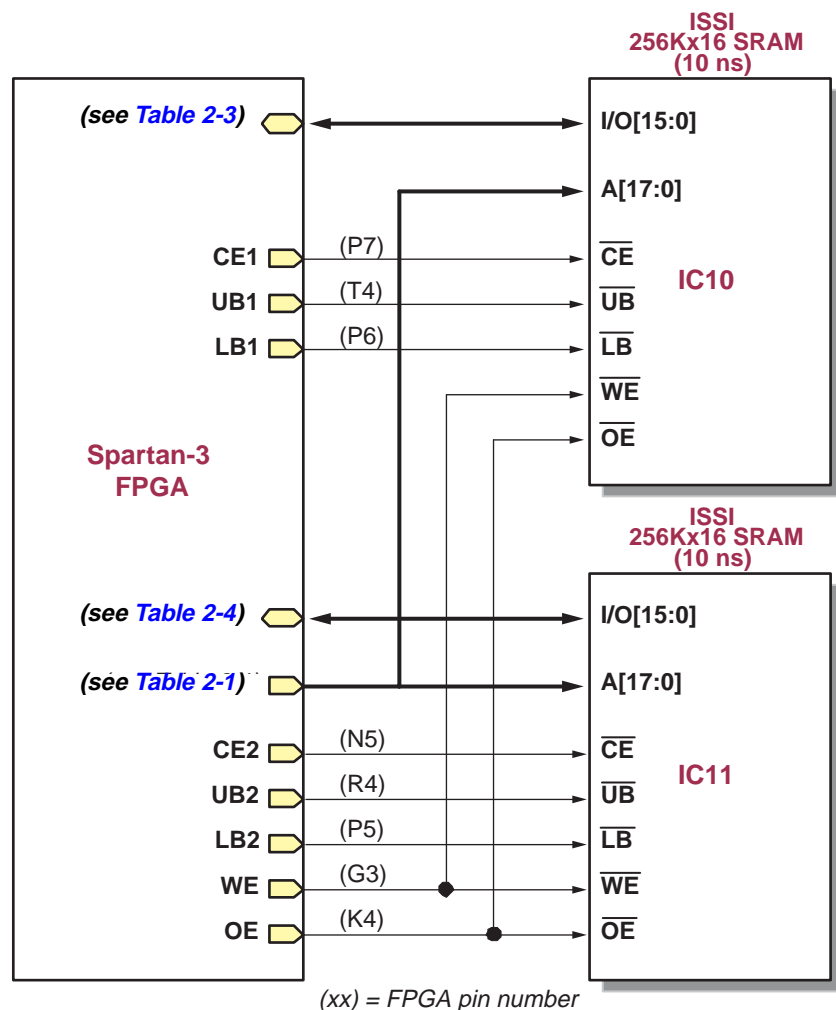 ISSI
256Kx16 SRAM
(10 ns)
(see Table 2-3)
I/O[15:0]
A[17:0]
CE1
(P7)
CE
UB1
(T4)
UB
LB1
(P6)
LB
IC10
WE
OE
Spartan-3
FPGA
ISSI
256Kx16 SRAM
(10 ns)
(see Table 2-4)
I/O[15:0]
(see Table 2-1)
A[17:0]
CE2
(N5)
CE
UB2
(R4)
UB
IC11
LB2
(P5)
LB
WE
(G3)
WE
OE
(K4)
OE
(xx) = FPGA pin number